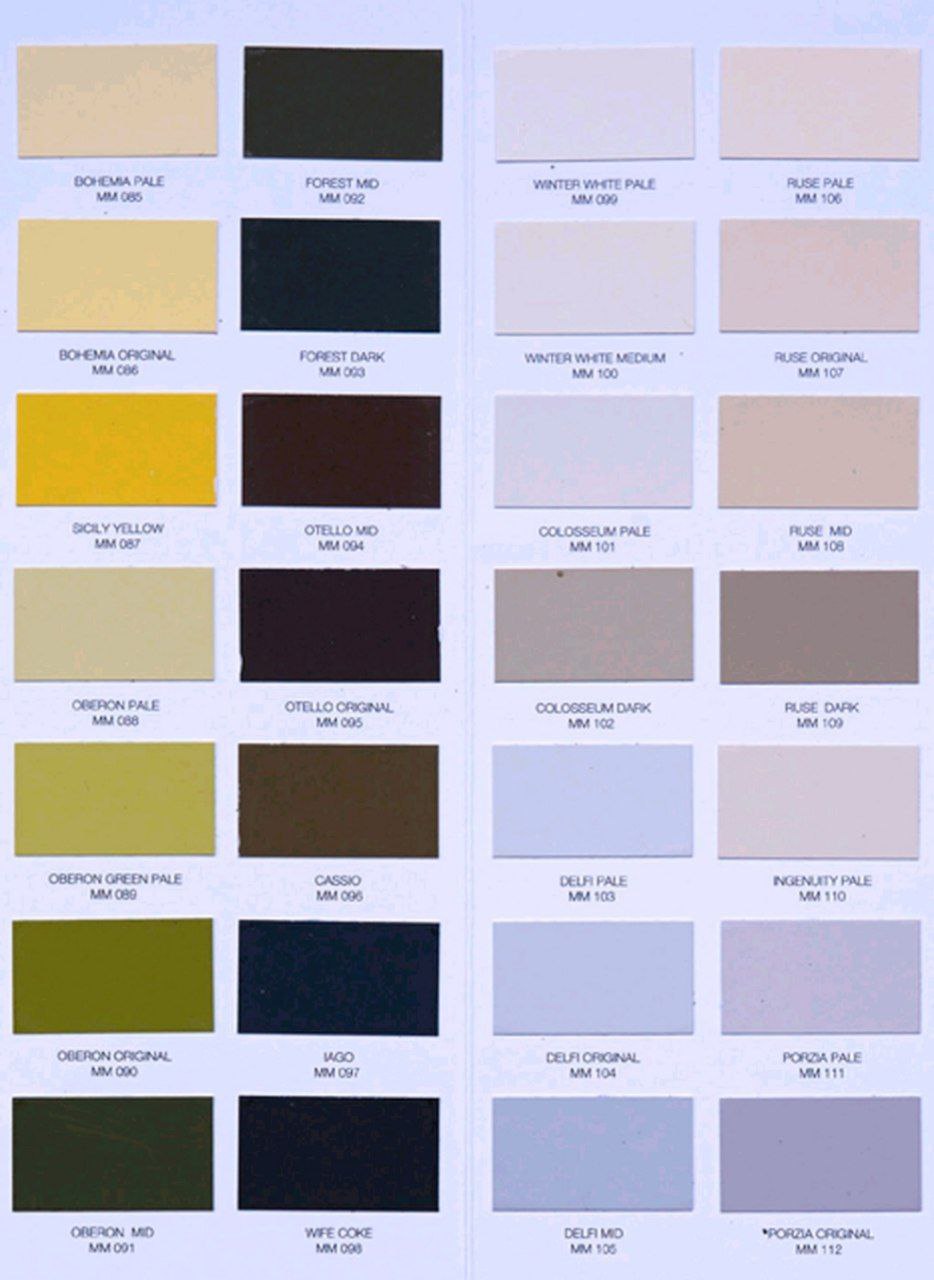 BOHEMIA PALE
MM 085
BOHEMIA ORIGINAL
MM 086
SICILY YELLOW
MM 087
OBERON PALE
MM 088
OBERON GREEN PALE
MM 089
OBERON ORIGINAL
MM 090
OBERON MID
MM 091
FOREST MID
MM 092
FOREST DARK
MM 093
OTELLO MID
MM 094
OTELLO ORIGINAL
MM 095
CASSIO
MM 096
IAGO
MM 097
WIFE COKE
MM 098
WINTER WHITE PALE
MM 099
WINTER WHITE MEDIUM
MM 100
COLOSSEUM PALE
MM 101
COLOSSEUM DARK
MM 102
DELFI PALE
MM 103
DELFI ORIGINAL
MM 104
DELFI MID
MM 105
RUSE PALE
MM 106
RUSE ORIGINAL
MM 107
RUSE MID
MM 108
RUSE DARK
MM 109
INGENUITY PALE
MM 110
PORZIA PALE
MM 111
PORZIA ORIGINAL
MM 112